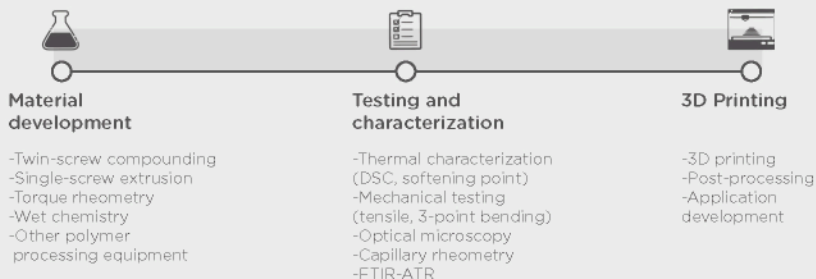 Material
development
-Twin-screw compounding
-Single-screw extrusion
-Torque rheometry
-Wet chemistry
-Other polymer
processing equipment
Testing and
characterization
-Thermal characterization
(DSC, softening point)
-Mechanical testing
(tensile, 3-point bending)
-Optical microscopy
-Capillary rheometry
-FTIR-ATR
3D Printing
-3D printing
-Post-processing
-Application
development